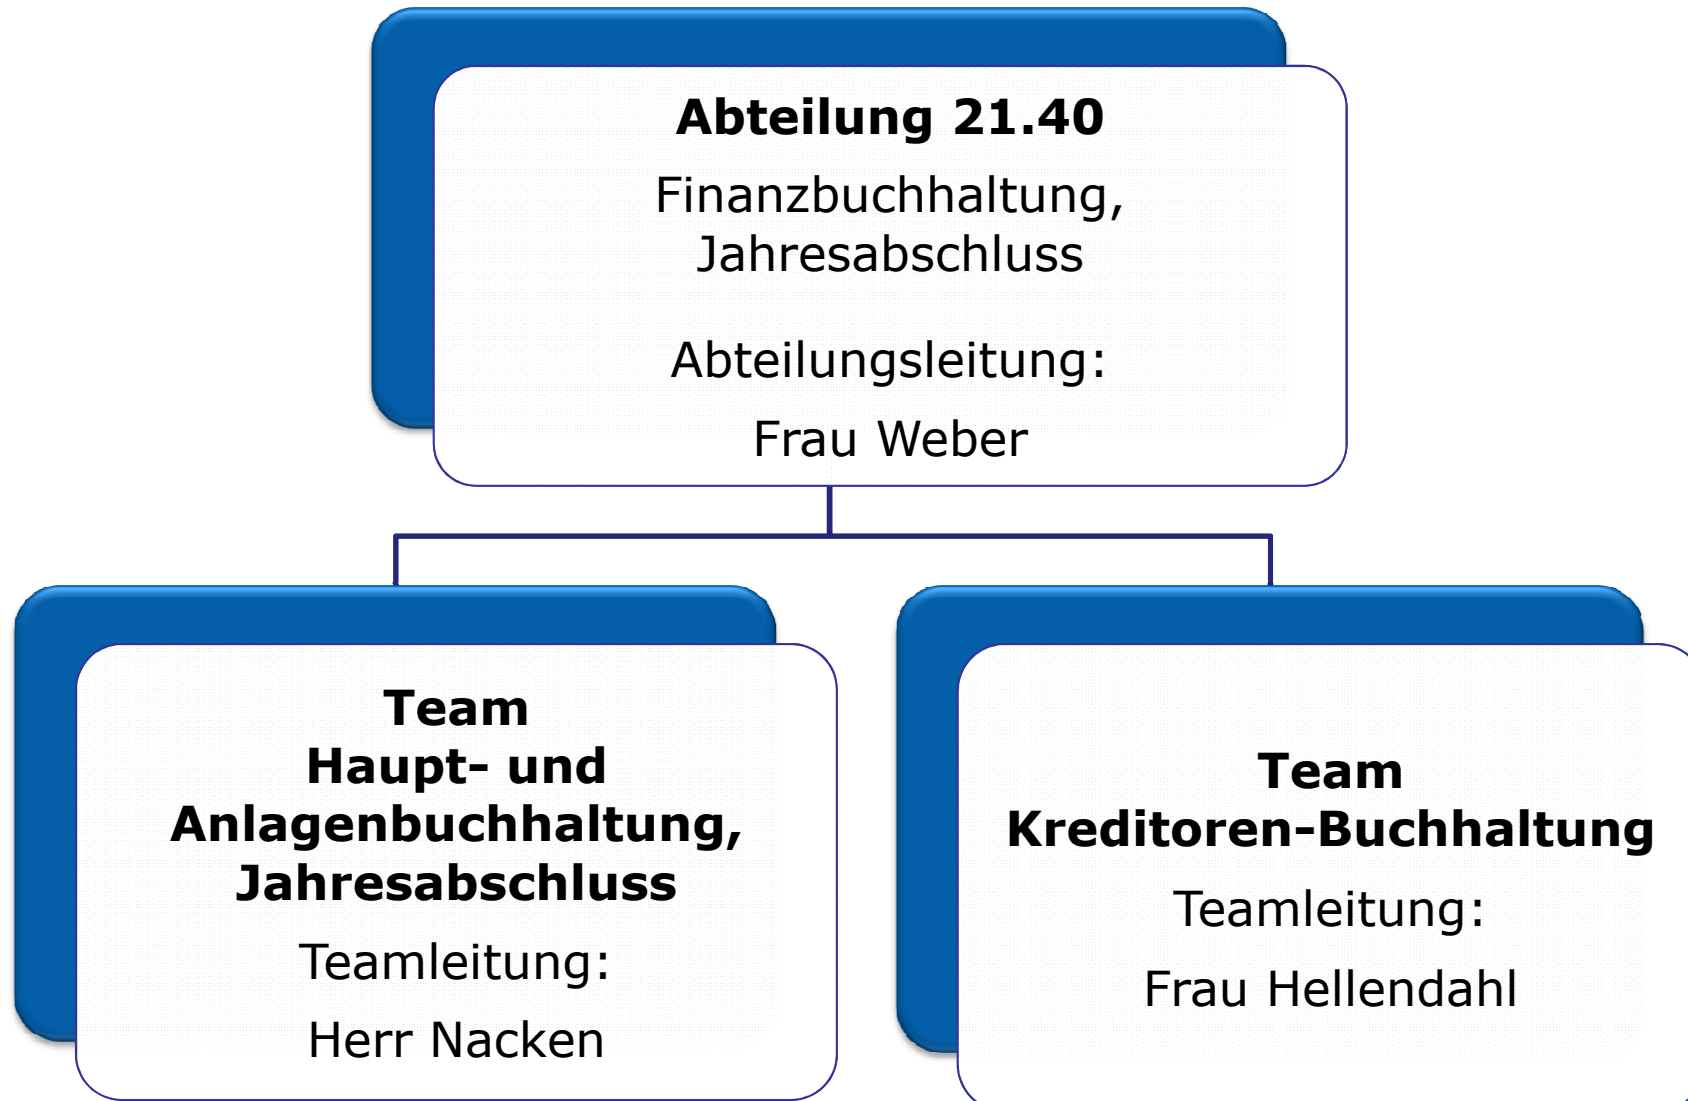 Abteilung 21.40
Finanzbuchhaltung,
Jahresabschluss
Abteilungsleitung:
Frau Weber
Team
Haupt- und
Anlagenbuchhaltung,
Jahresabschluss
Teamleitung:
Herr Nacken
Team
Kreditoren-Buchhaltung
Teamleitung:
Frau Hellendahl